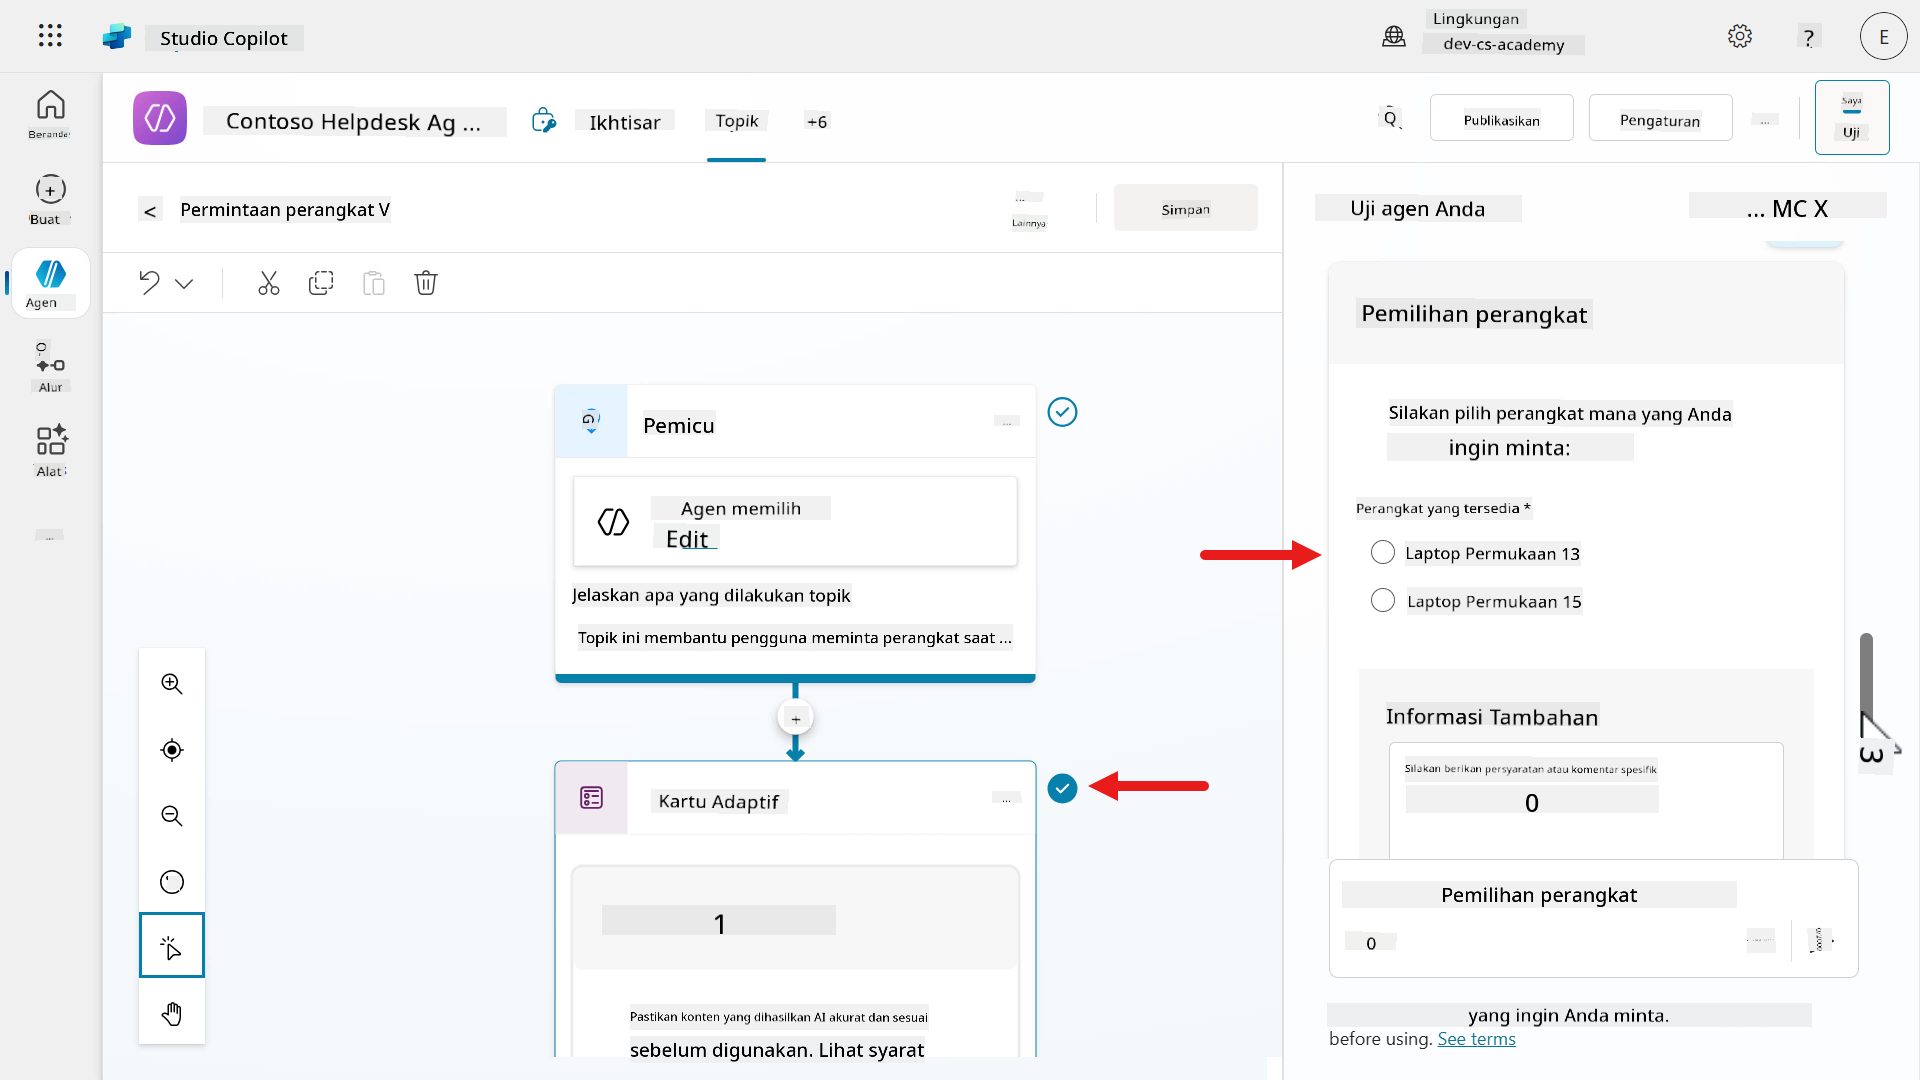 Studio Copilot
Lingkungan
dev-cs-academy
?
E
Beranda
Buat
Agen
Alur
Alat
...
Contoso Helpdesk Ag ...
Ikhtisar
Topik
+6
Publikasikan
Pengaturan
...
Saya
Uji
<
Permintaan perangkat V
...
Lainnya
Simpan
Uji agen Anda
... MC X
Pemicu
...
Agen memilih
Edit
Jelaskan apa yang dilakukan topik
Topik ini membantu pengguna meminta perangkat saat ...
+
Kartu Adaptif
...
1
Pastikan konten yang dihasilkan AI akurat dan sesuai
sebelum digunakan. Lihat syarat
Pemilihan perangkat
Silakan pilih perangkat mana yang Anda
ingin minta:
Perangkat yang tersedia *
Laptop Permukaan 13
Laptop Permukaan 15
Informasi Tambahan
Silakan berikan persyaratan atau komentar spesifik
0
3
Pemilihan perangkat
0
yang ingin Anda minta.
before using. See terms